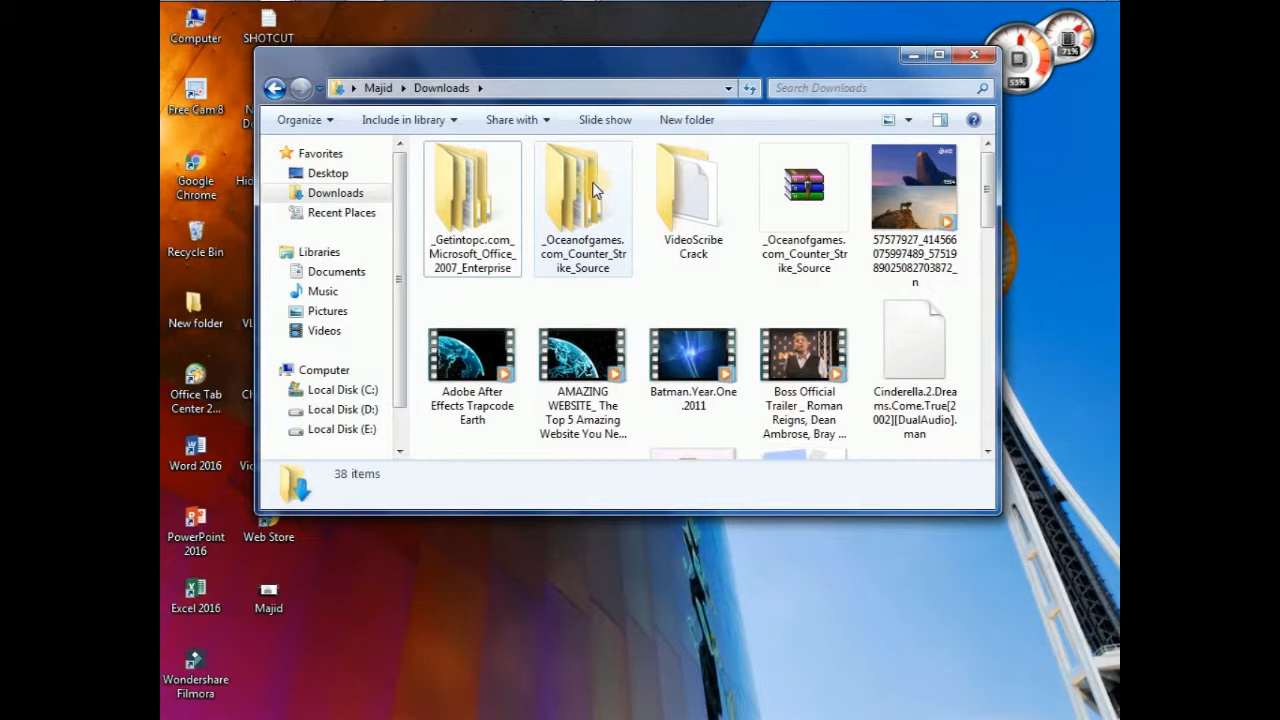 Computer
SHOTCUT
Free Cam 8
Google
Chrome
Recycle Bin
New folder
Office Tab
Center 2...
Word 2016
PowerPoint
2016
Web Store
Excel 2016
Majid
Wondershare
Filmora
53%
71%
Majid
Downloads
Search Downloads
Organize
Include in library
Share with
Slide show
New folder
Favorites
Desktop
Downloads
Recent Places
Libraries
Documents
Music
Pictures
Videos
Computer
Local Disk (C:)
Local Disk (D:)
Local Disk (E:)
_Getintopc.com_
Microsoft_Office_
2007_Enterprise
_Oceanofgames.
com_Counter_Str
ike_Source
VideoScribe
Crack
_Oceanofgames.
com_Counter_Str
ike_Source
57577927_414566
075997489_57519
89025082703872_
n
Adobe After
Effects Trapcode
Earth
AMAZING
WEBSITE_ The
Top 5 Amazing
Website You Ne...
Batman.Year.One
.2011
Boss Official
Trailer _ Roman
Reigns, Dean
Ambrose, Bray ...
Cinderella.2.Drea
ms.Come.True[2
002][DualAudio].
man
38 items